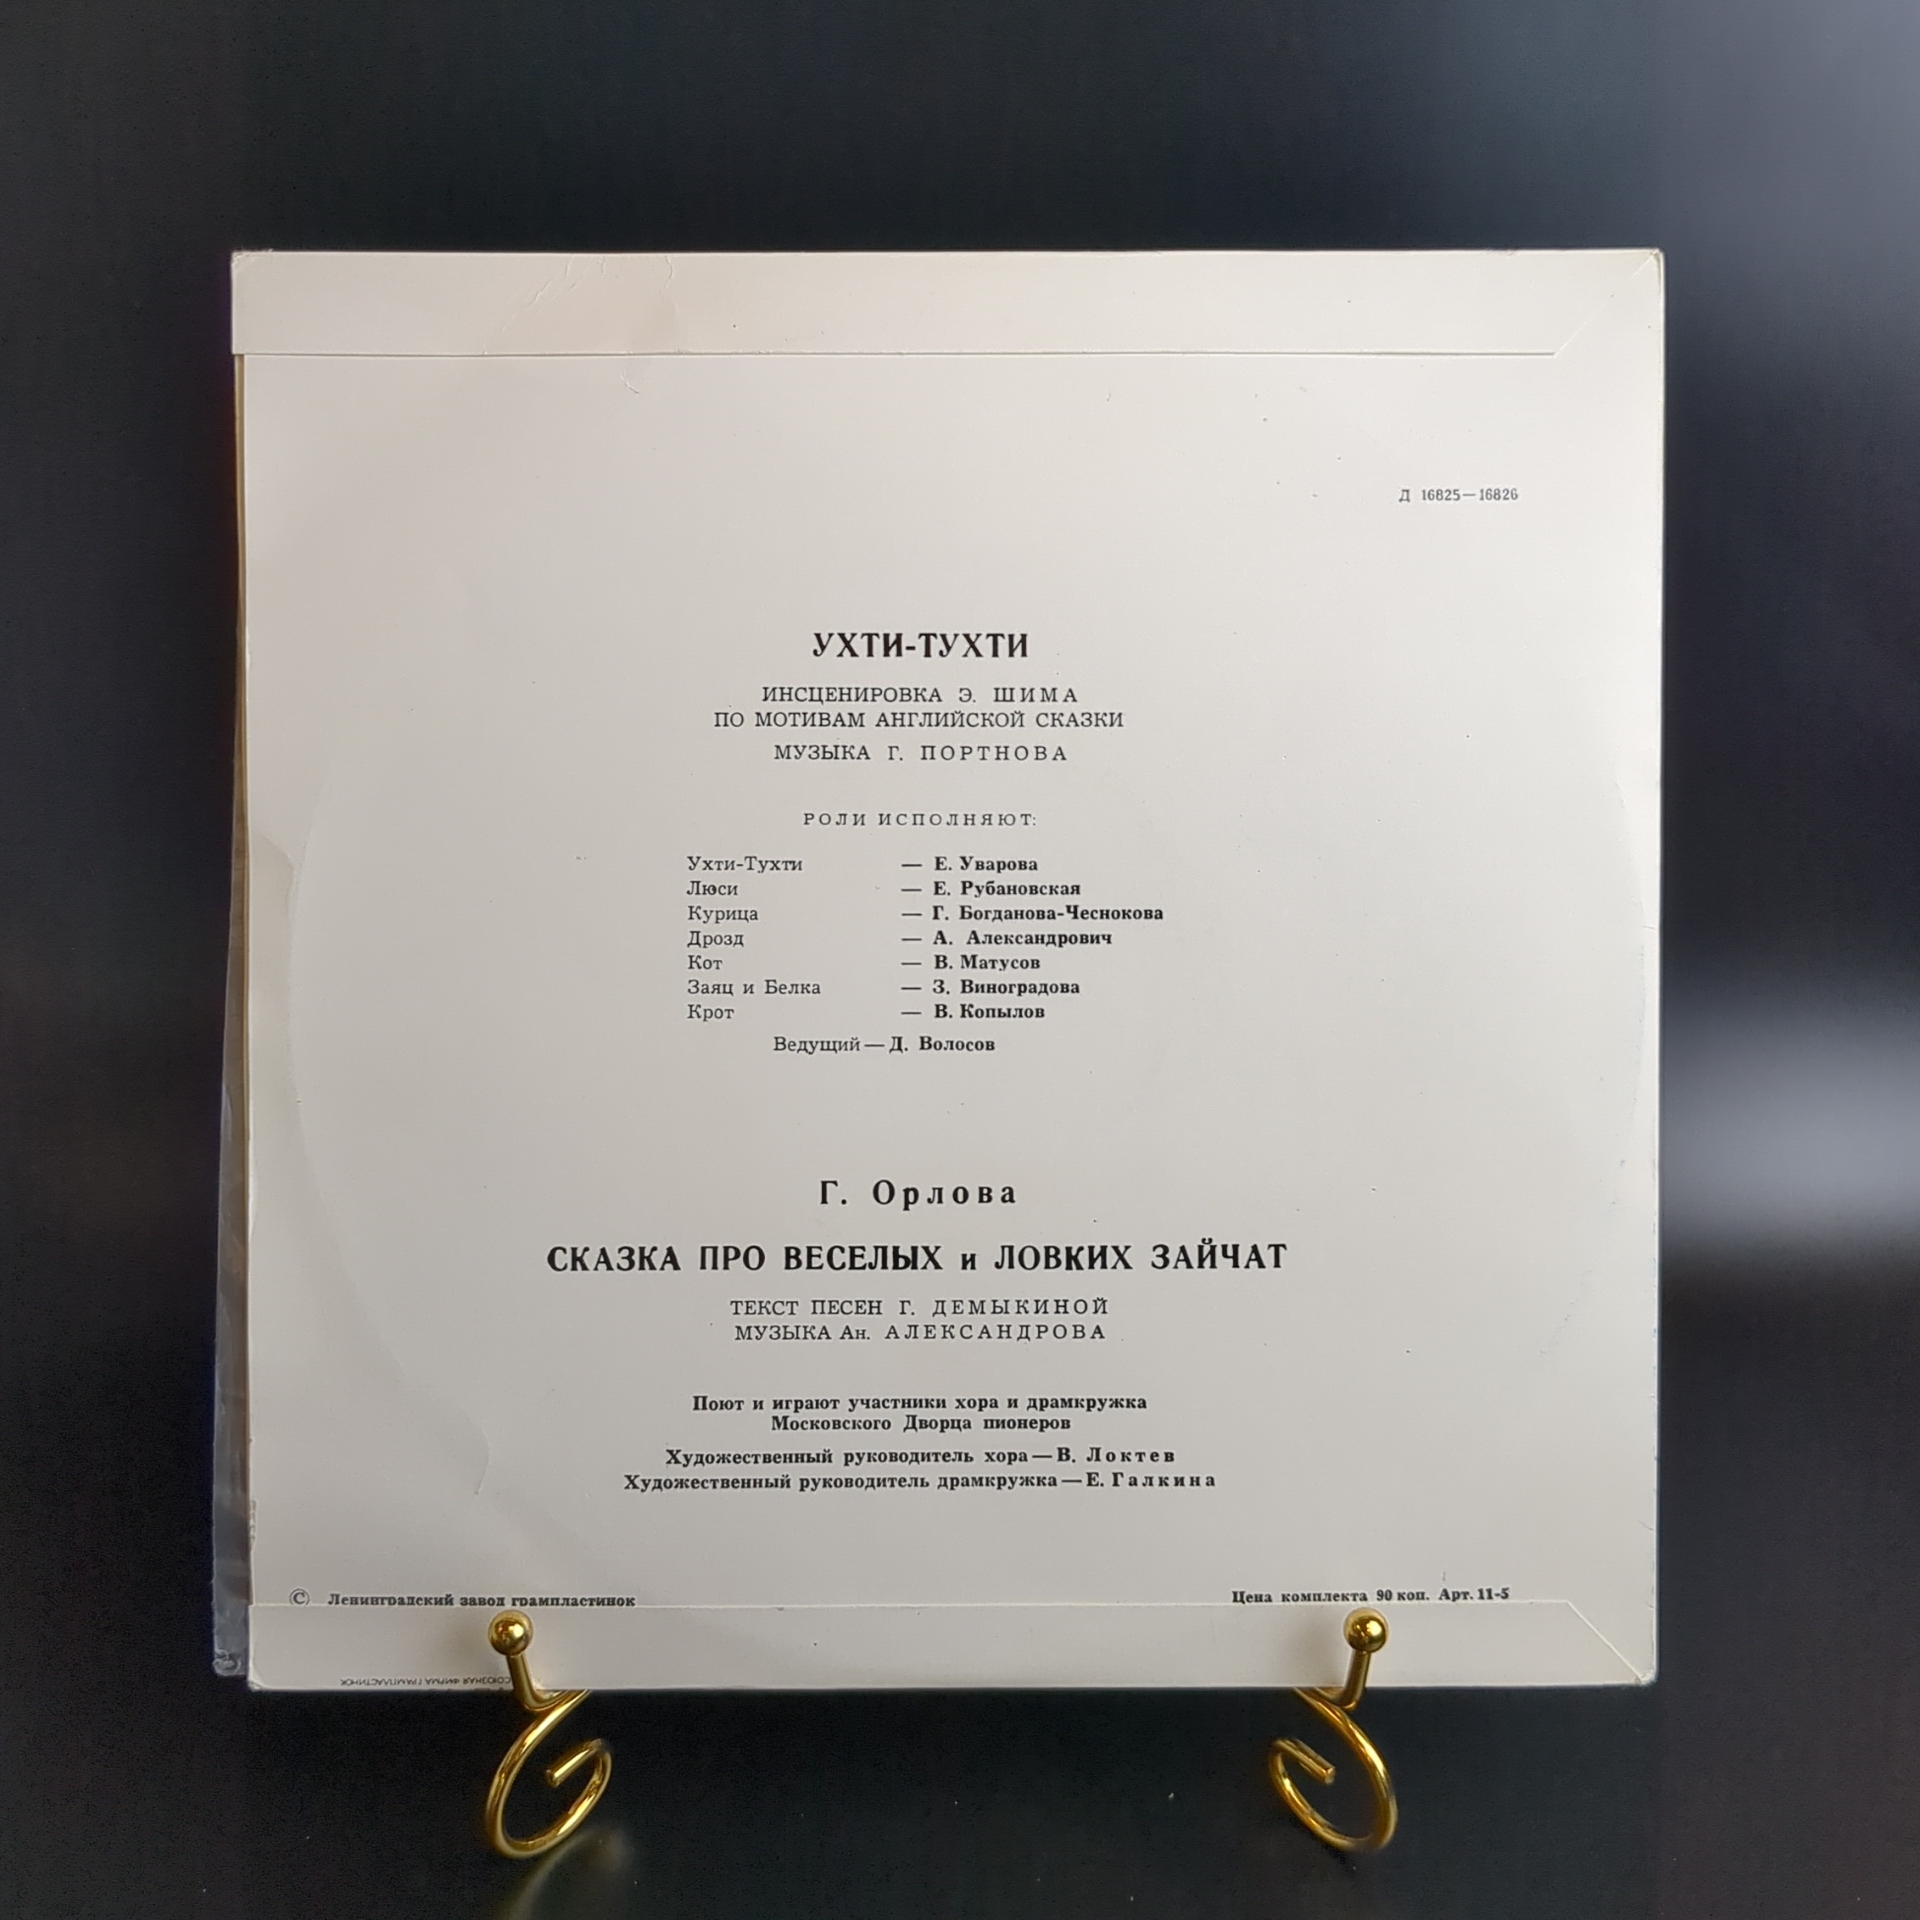 Д 16825—16826
УХТИ-ТУХТИ
ИНСЦЕНИРОВКА Э. ШИМА
ПО МОТИВАМ АНГЛИЙСКОЙ СКАЗКИ
МУЗЫКА Г. ПОРТНОВА
РОЛИ ИСПОЛНЯЮТ:
Ухти-Тухти — Е. Уварова
Люси — Е. Рубановская
Курица — Г. Богданова-Чеснокова
Дрозд — А. Александрович
Кот — В. Матусов
Заяц и Белка — З. Виноградова
Крот — В. Копылов
Ведущий — Д. Волосов
Г. Орлова
СКАЗКА ПРО ВЕСЕЛЫХ и ЛОВКИХ ЗАЙЧАТ
ТЕКСТ ПЕСЕН Г. ДЕМЫКИНОЙ
МУЗЫКА Ан. АЛЕКСАНДРОВА
Поют и играют участники хора и драмкружка
Московского Дворца пионеров
Художественный руководитель хора — В. Локтев
Художественный руководитель драмкружка — Е. Галкина
© Ленинградский завод грампластинок
Цена комплекта 90 коп. Арт. 11-5